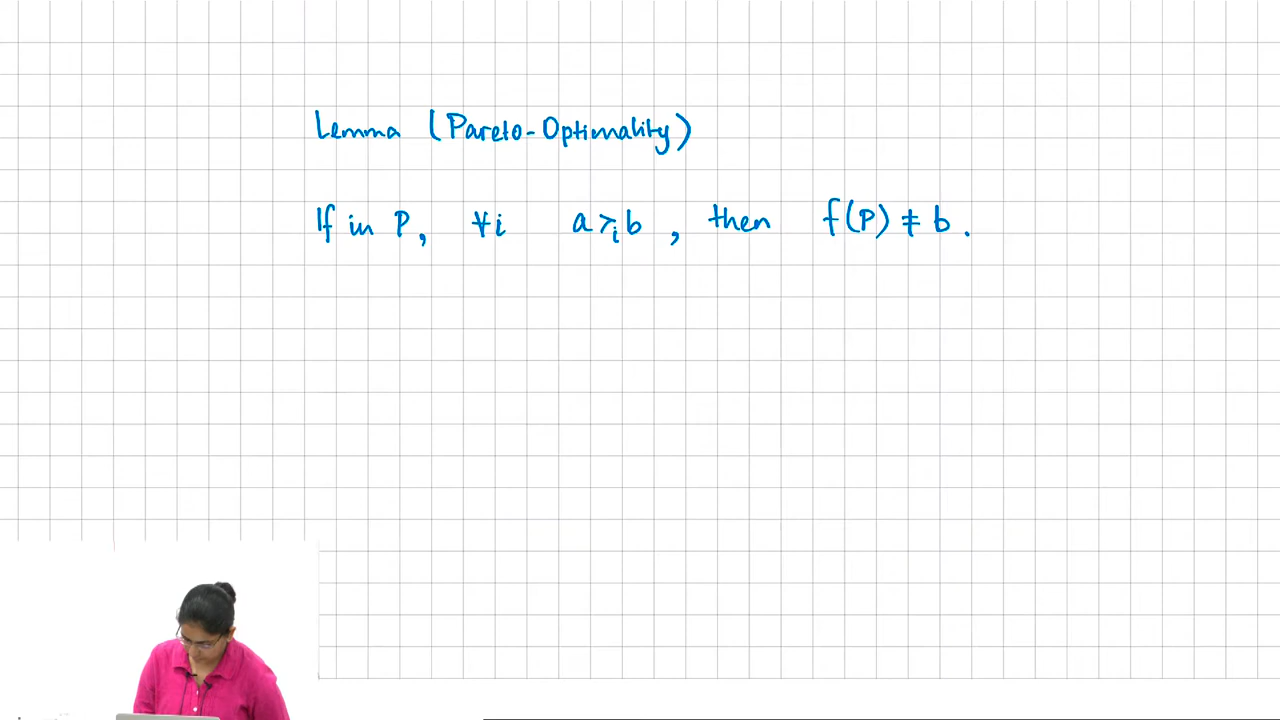 Lemma (Pareto-Optimality)
If in P, ∀i a ≻ᵢ b , then f(P) ≠ b .